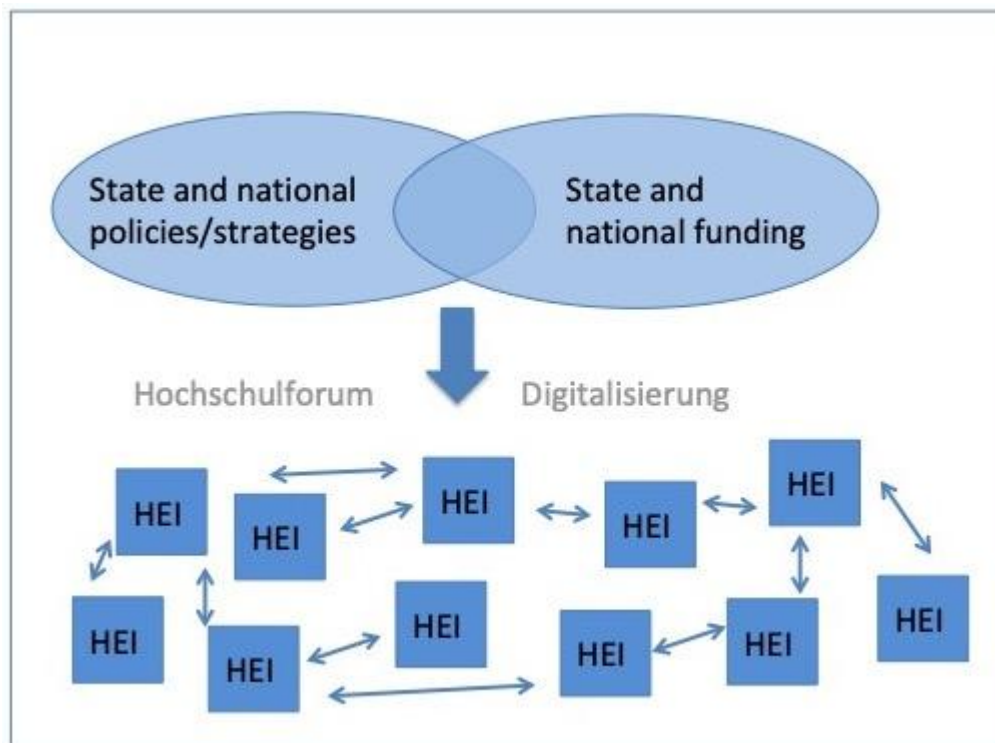 State and national
policies/strategies
State and
national funding
Hochschulforum Digitalisierung
HEI
HEI
HEI
HEI
HEI
HEI
HEI
HEI
HEI
HEI
HEI